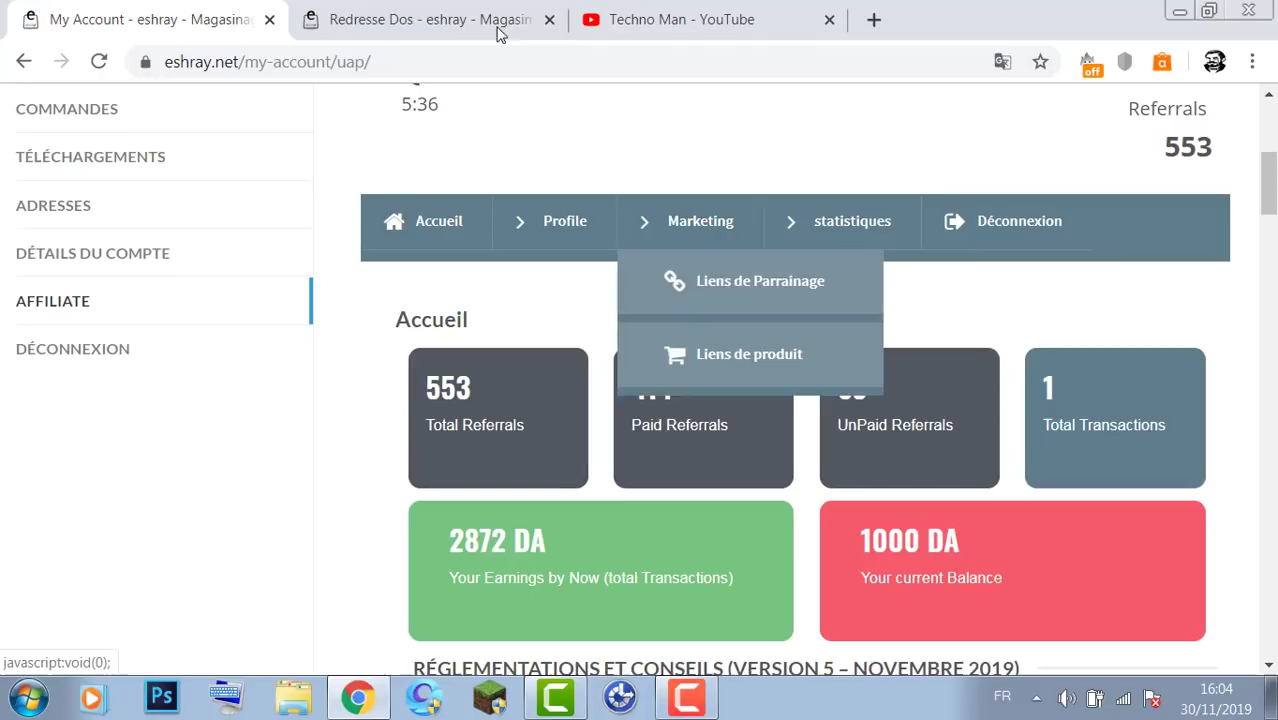 My Account - eshray - Magasina
Redresse Dos - eshray - Magasin
Techno Man - YouTube
eshray.net/my-account/uap/
off
a
COMMANDES
TÉLÉCHARGEMENTS
ADRESSES
DÉTAILS DU COMPTE
AFFILIATE
DÉCONNEXION
5:36
Referrals
553
Accueil
Profile
Marketing
statistiques
Déconnexion
Liens de Parrainage
Liens de produit
Accueil
553
Total Referrals
Paid Referrals
UnPaid Referrals
1
Total Transactions
2872 DA
Your Earnings by Now (total Transactions)
1000 DA
Your current Balance
RÉGLEMENTATIONS ET CONSEILS (VERSION 5 – NOVEMBRE 2019)
javascript:void(0);
Ps
FR
16:04
30/11/2019